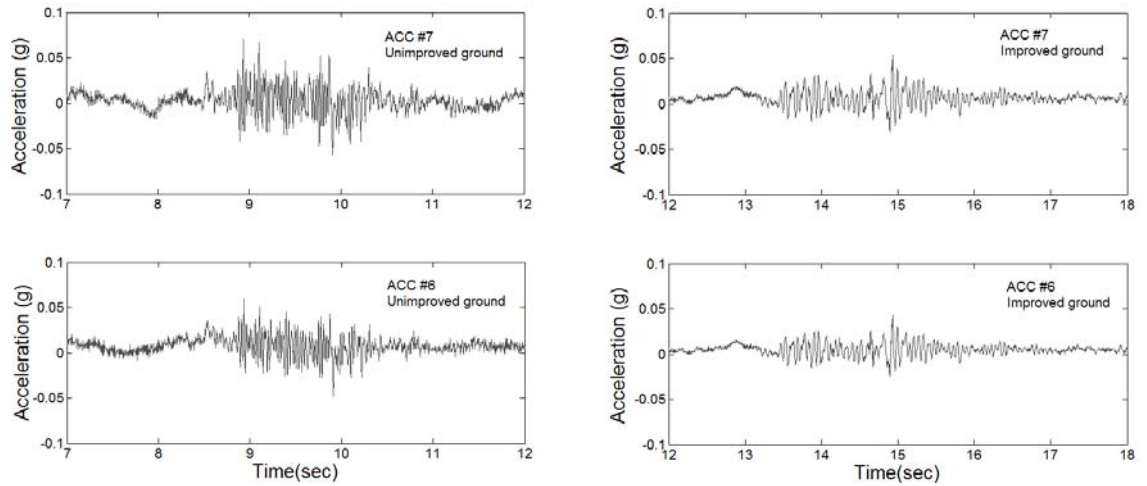 0.1
0.05
0
-0.05
-0.1
Acceleration (g)
ACC #7
Unimproved ground
7 8 9 10 11 12
0.1
0.05
0
-0.05
-0.1
Acceleration (g)
ACC #7
Improved ground
12 13 14 15 16 17 18
0.1
0.05
0
-0.05
-0.1
Acceleration (g)
ACC #6
Unimproved ground
7 8 9 10 11 12
Time(sec)
0.1
0.05
0
-0.05
-0.1
Acceleration (g)
ACC #6
Improved ground
12 13 14 15 16 17 18
Time(sec)